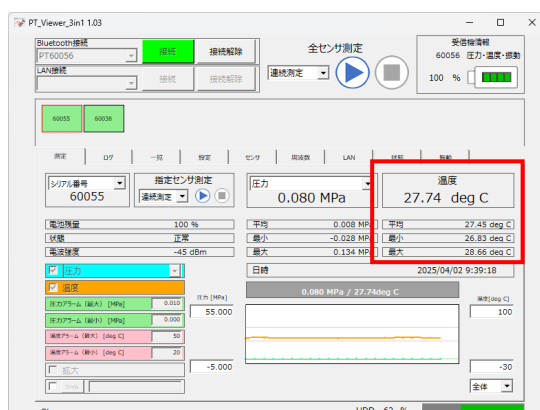 PT_Viewer_3in1 1.03
Bluetooth接続
PT60056
接続
接続解除
LAN接続
接続
接続解除
全センサ測定
連続測定
受信機情報
60056 圧力・温度・振動
100 %
60055
60038
測定 ログ 一覧 設定 センサ 周波数 LAN 状態 振動
シリアル番号
60055
指定センサ測定
連続測定
圧力
0.080 MPa
温度
27.74 deg C
電池残量 100 %
状態 正常
電波強度 -45 dBm
平均 0.008 MPa
最小 -0.028 MPa
最大 0.134 MPa
平均 27.45 deg C
最小 26.83 deg C
最大 28.66 deg C
圧力
温度
圧力アラーム (最大) [MPa] 0.010
圧力アラーム (最小) [MPa] 0.000
温度アラーム (最大) [deg C] 50
温度アラーム (最小) [deg C] 20
拡大
日時 2025/04/02 9:39:18
0.080 MPa / 27.74deg C
圧力 [MPa]
55.000
-5.000
温度[deg C]
100
-30
全体
HDD 62 %